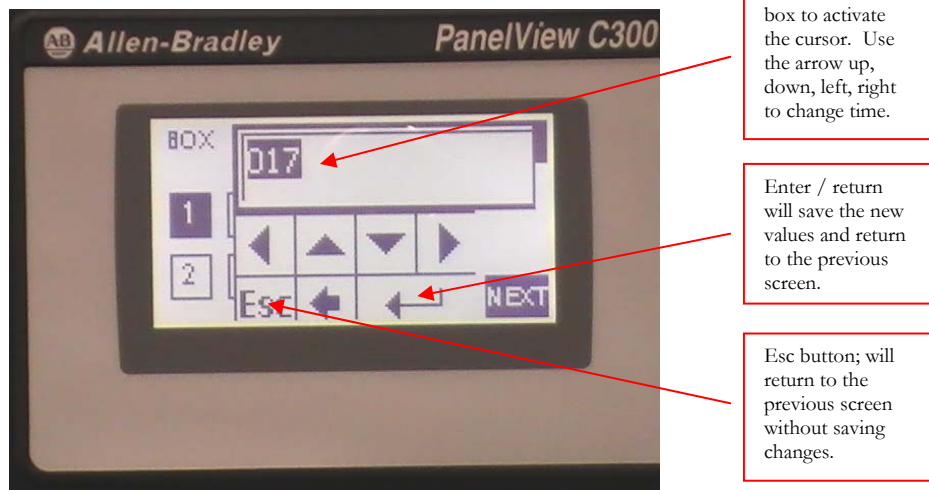 AB Allen-Bradley
PanelView C300
BOX
017
1
2
Esc
NEXT
box to activate
the cursor. Use
the arrow up,
down, left, right
to change time.
Enter / return
will save the new
values and return
to the previous
screen.
Esc button; will
return to the
previous screen
without saving
changes.